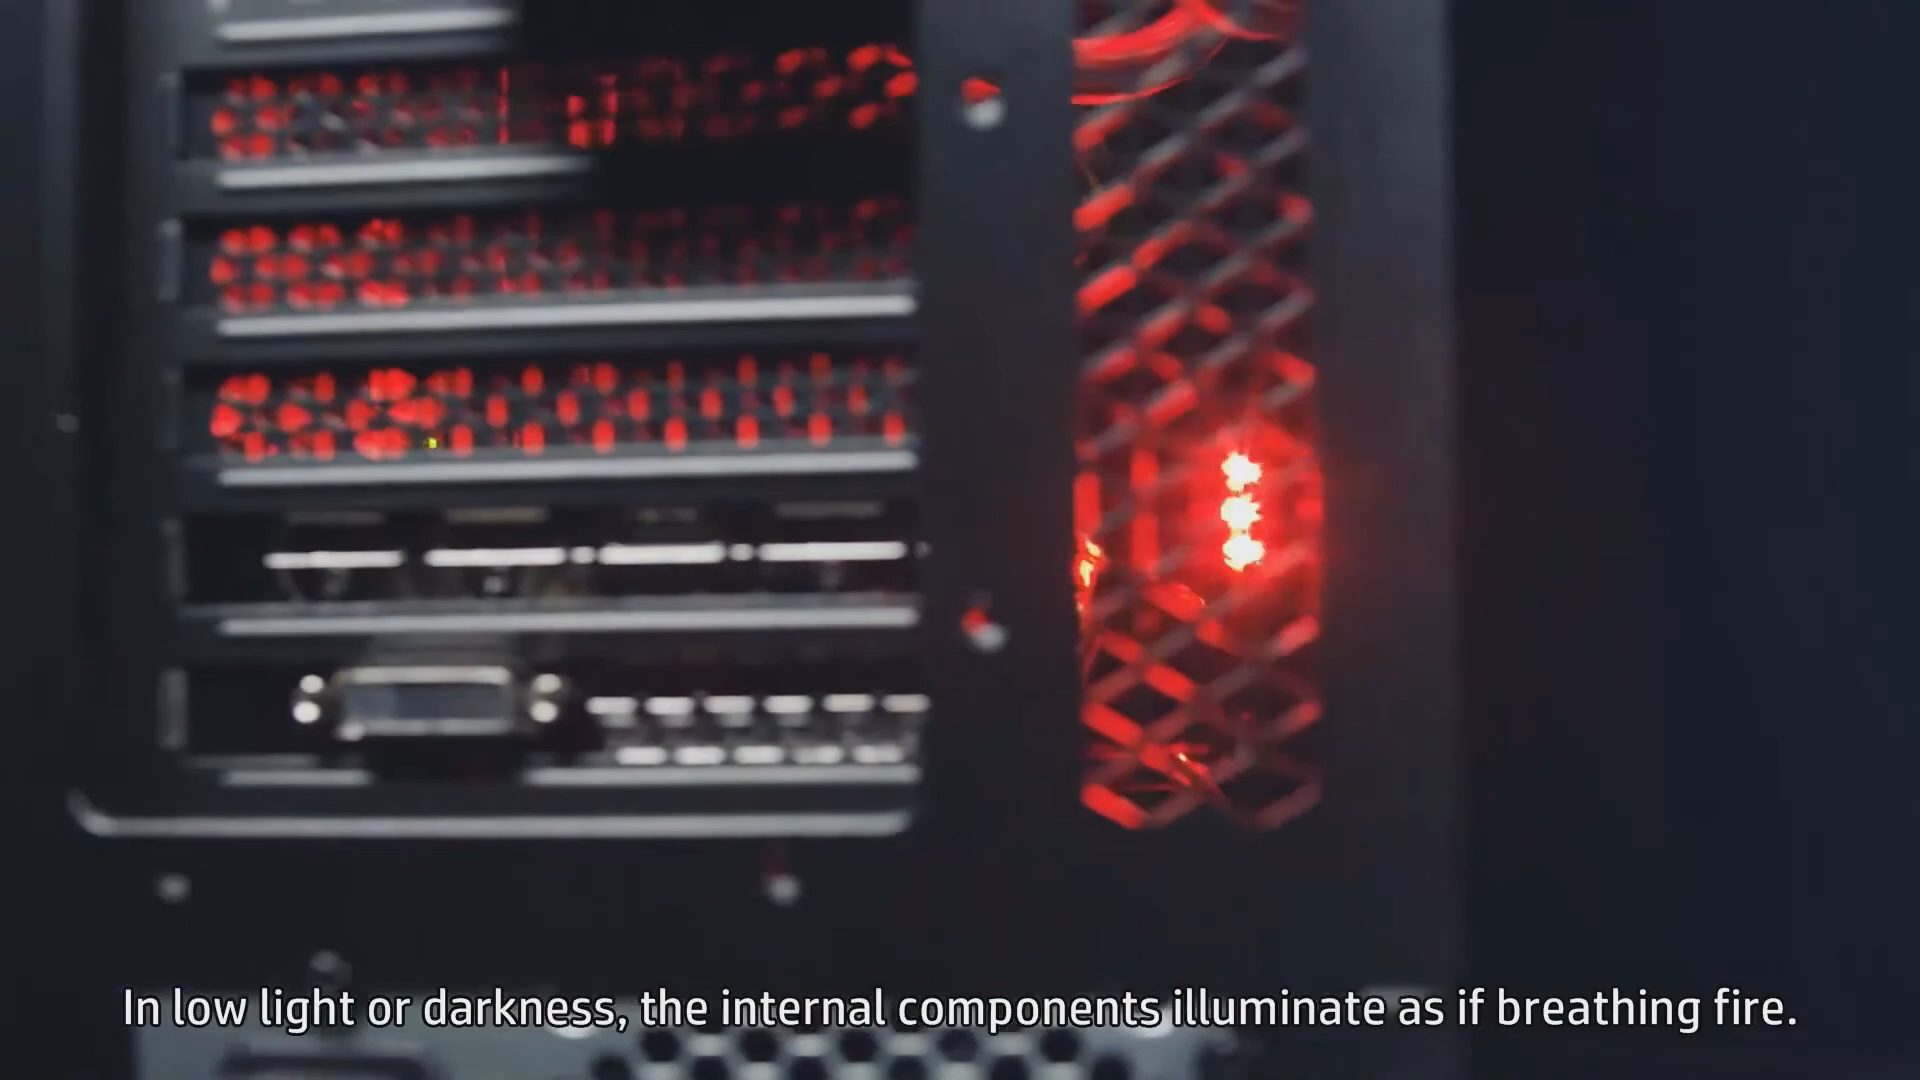 In low light or darkness, the internal components illuminate as if breathing fire.